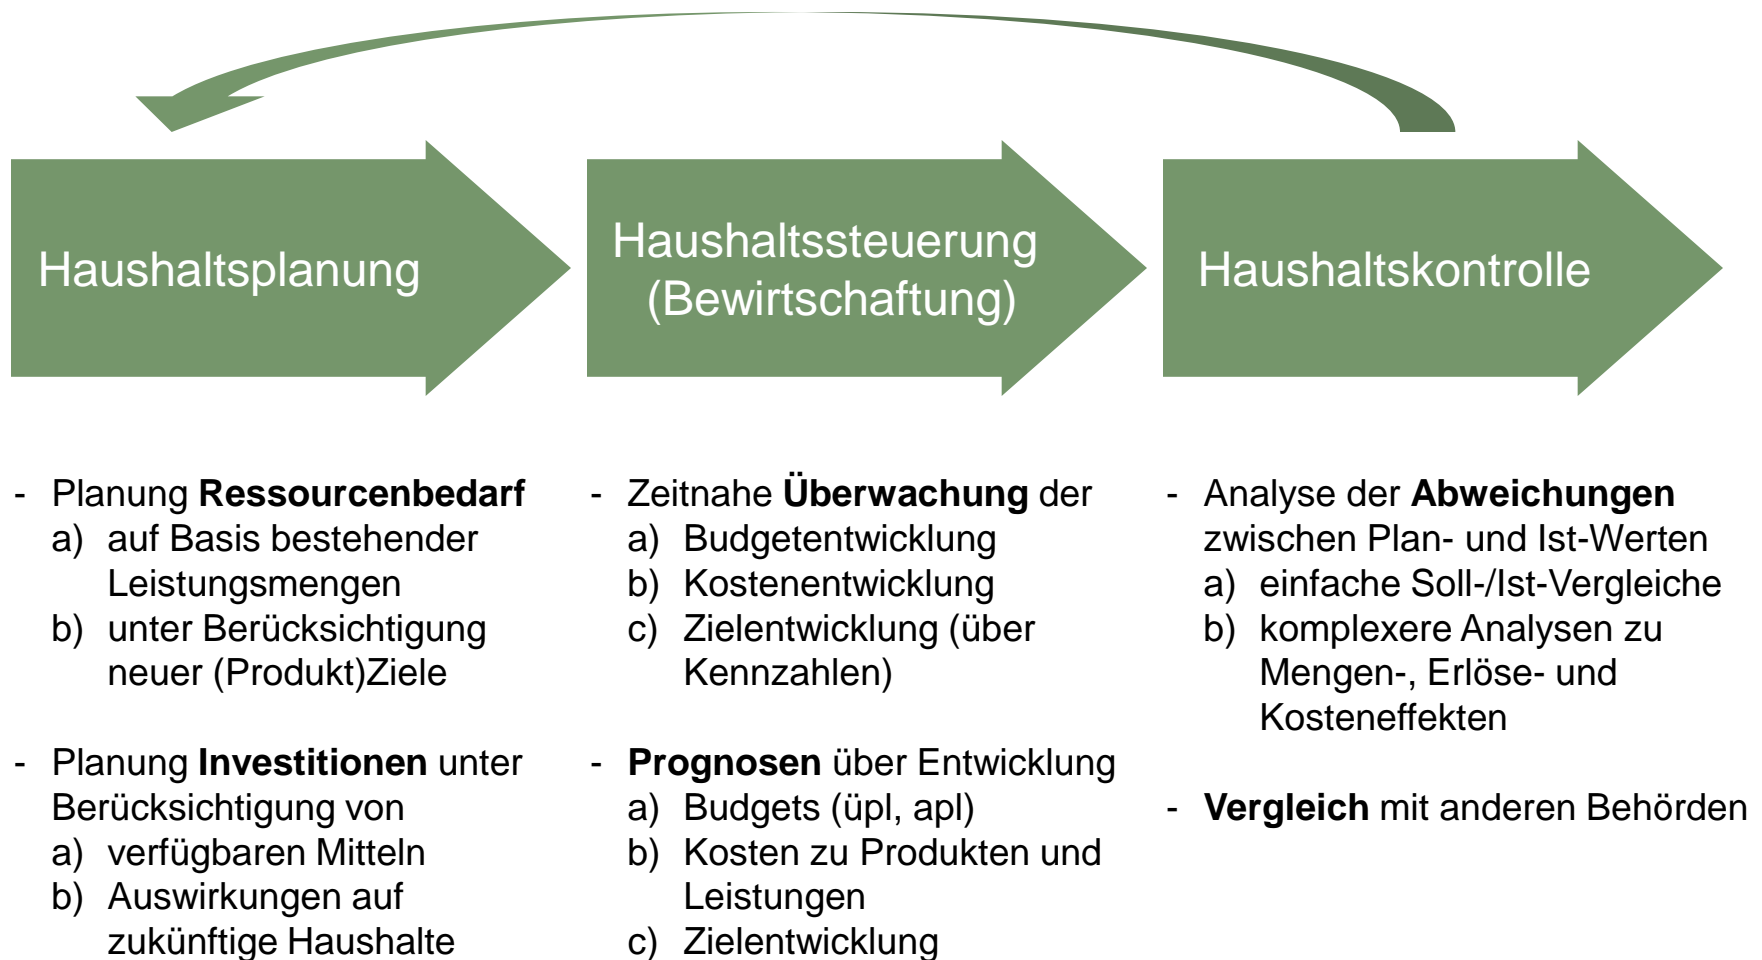 Haushaltsplanung
Haushaltssteuerung
(Bewirtschaftung)
Haushaltskontrolle
- Planung Ressourcenbedarf
a) auf Basis bestehender
Leistungsmengen
b) unter Berücksichtigung
neuer (Produkt)Ziele
- Planung Investitionen unter
Berücksichtigung von
a) verfügbaren Mitteln
b) Auswirkungen auf
zukünftige Haushalte
- Zeitnahe Überwachung der
a) Budgetentwicklung
b) Kostenentwicklung
c) Zielentwicklung (über
Kennzahlen)
- Prognosen über Entwicklung
a) Budgets (üpl, apl)
b) Kosten zu Produkten und
Leistungen
c) Zielentwicklung
- Analyse der Abweichungen
zwischen Plan- und Ist-Werten
a) einfache Soll-/Ist-Vergleiche
b) komplexere Analysen zu
Mengen-, Erlöse- und
Kosteneffekten
- Vergleich mit anderen Behörden